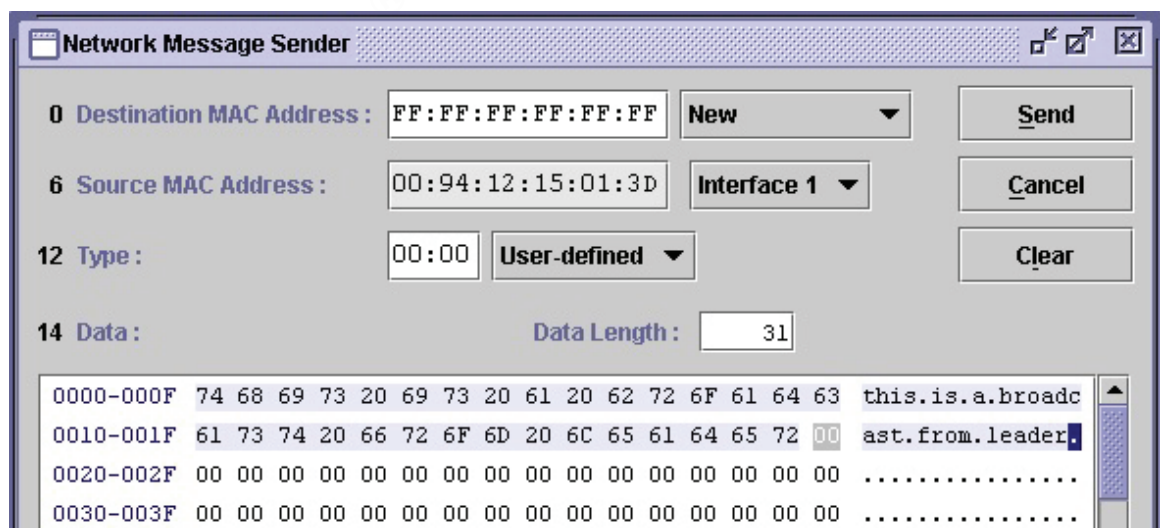 Network Message Sender
0 Destination MAC Address : FF:FF:FF:FF:FF:FF New Send
6 Source MAC Address : 00:94:12:15:01:3D Interface 1 Cancel
12 Type : 00:00 User-defined Clear
14 Data : Data Length : 31
0000-000F 74 68 69 73 20 69 73 20 61 20 62 72 6F 61 64 63 this.is.a.broadc
0010-001F 61 73 74 20 66 72 6F 6D 20 6C 65 61 64 65 72 00 ast.from.leader.
0020-002F 00 00 00 00 00 00 00 00 00 00 00 00 00 00 00 00 ................
0030-003F 00 00 00 00 00 00 00 00 00 00 00 00 00 00 00 00 ................